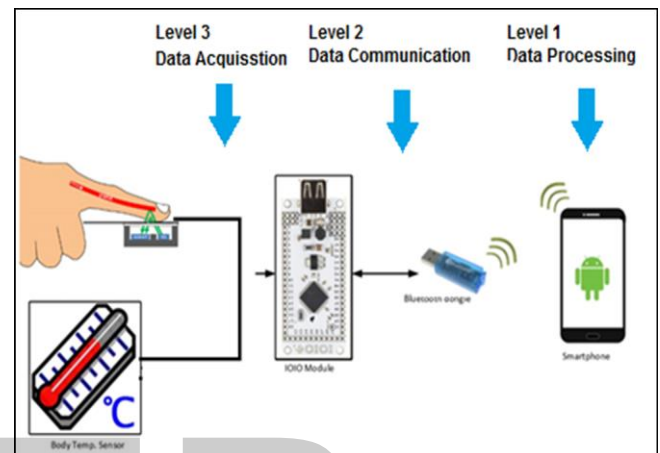 Level 3
Data Acquisstion
Level 2
Data Communication
Level 1
Data Processing
°C
Body Temp. Sensor
IOIO Module
Bluetooth dongle
Smartphone